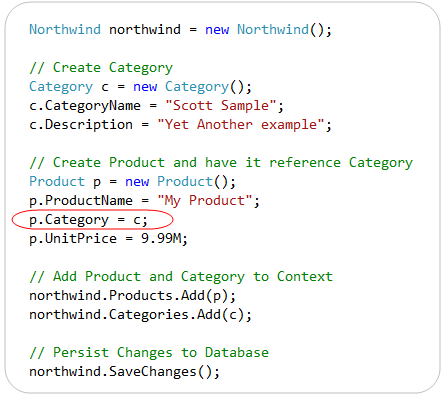 Northwind northwind = new Northwind();
// Create Category
Category c = new Category();
c.CategoryName = "Scott Sample";
c.Description = "Yet Another example";
// Create Product and have it reference Category
Product p = new Product();
p.ProductName = "My Product";
p.Category = c;
p.UnitPrice = 9.99M;
// Add Product and Category to Context
northwind.Products.Add(p);
northwind.Categories.Add(c);
// Persist Changes to Database
northwind.SaveChanges();